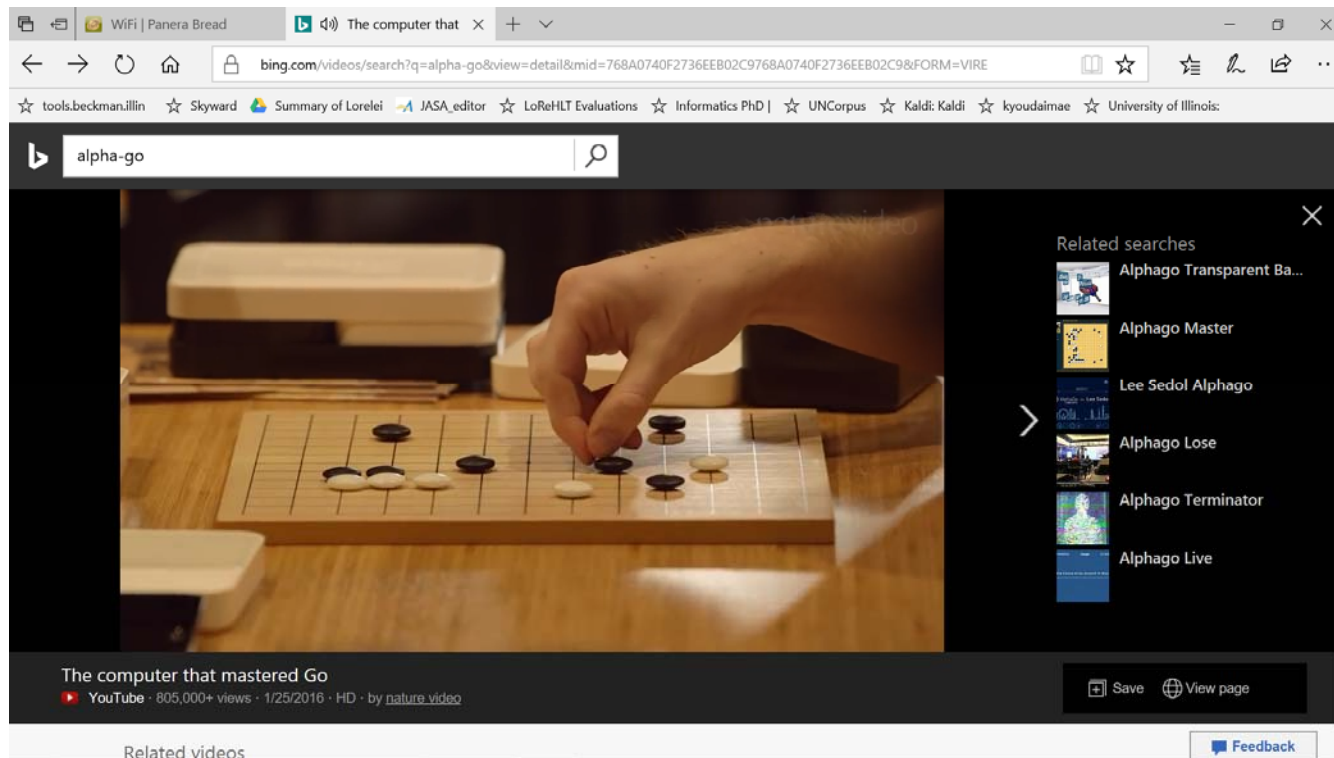 WiFi | Panera Bread
The computer that
bing.com/videos/search?q=alpha-go&view=detail&mid=768A0740F2736EEB02C9768A0740F2736EEB02C9&FORM=VIRE
tools.beckman.illin Skyward Summary of Lorelei JASA_editor LoReHLT Evaluations Informatics PhD | UNCorpus Kaldi: Kaldi kyoudaimae University of Illinois:
alpha-go
nature video
Related searches
Alphago Transparent Ba...
Alphago Master
Lee Sedol Alphago
Alphago Lose
Alphago Terminator
Alphago Live
The computer that mastered Go
YouTube · 805,000+ views · 1/25/2016 · HD · by nature video
Save View page
Related videos
Feedback